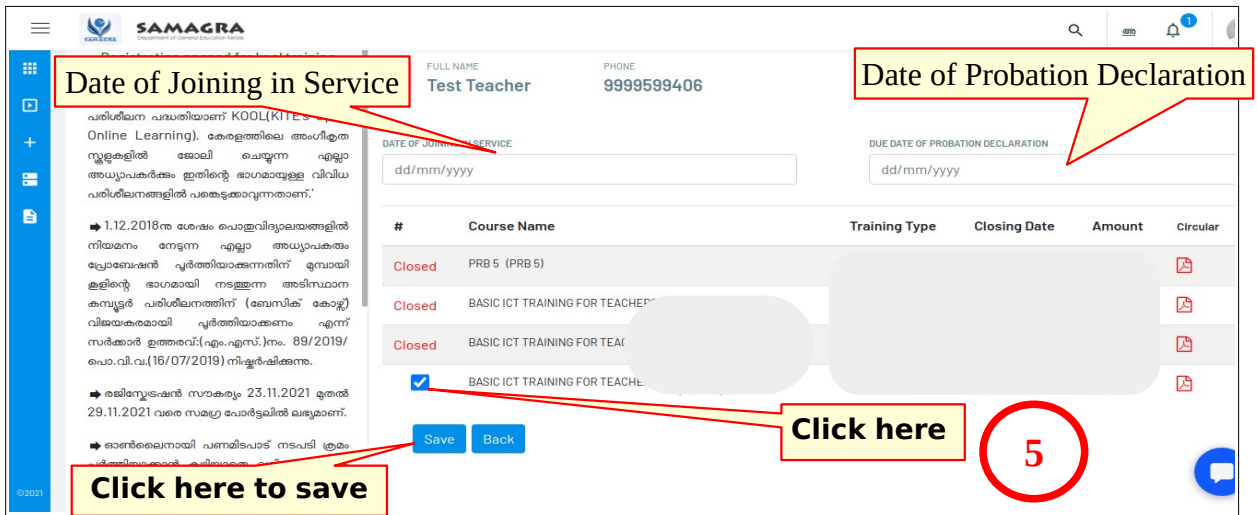 SAMAGRA
Department of General Education Kerala
അ
1
Date of Joining in Service
FULL NAME
Test Teacher
PHONE
9999599406
Date of Probation Declaration
പരിശീലന പദ്ധതിയാണ് KOOL(KITE's
Online Learning). കേരളത്തിലെ അംഗീകൃത
സ്കൂളുകളിൽ ജോലി ചെയ്യുന്ന എല്ലാ
അധ്യാപകർക്കും ഇതിന്റെ ഭാഗമായുള്ള വിവിധ
പരിശീലനങ്ങളിൽ പങ്കെടുക്കാവുന്നതാണ്.'
➡ 1.12.2018നു ശേഷം പൊതുവിദ്യാലയങ്ങളിൽ
നിയമനം നേടുന്ന എല്ലാ അധ്യാപകരും
പ്രോബേഷൻ പൂർത്തിയാക്കുന്നതിന് മുമ്പായി
കൂളിന്റെ ഭാഗമായി നടത്തുന്ന അടിസ്ഥാന
കമ്പ്യൂട്ടർ പരിശീലനത്തിന് (ബേസിക് കോഴ്സ്)
വിജയകരമായി പൂർത്തിയാക്കണം എന്ന്
സർക്കാർ ഉത്തരവ്:(എം.എസ്.)നം. 89/2019/
പൊ.വി.വ.(16/07/2019) നിഷ്കർഷിക്കുന്നു.
➡ രജിസ്ട്രേഷൻ സൗകര്യം 23.11.2021 മുതൽ
29.11.2021 വരെ സമഗ്ര പോർട്ടലിൽ ലഭ്യമാണ്.
➡ ഓൺലൈനായി പണമിടപാട് നടപടി ക്രമം
DATE OF JOINING IN SERVICE
dd/mm/yyyy
DUE DATE OF PROBATION DECLARATION
dd/mm/yyyy
# Course Name Training Type Closing Date Amount Circular
Closed PRB 5 (PRB 5)
Closed BASIC ICT TRAINING FOR TEACHERS
Closed BASIC ICT TRAINING FOR TEAC
BASIC ICT TRAINING FOR TEACHE
Save Back
Click here
5
Click here to save
©2021